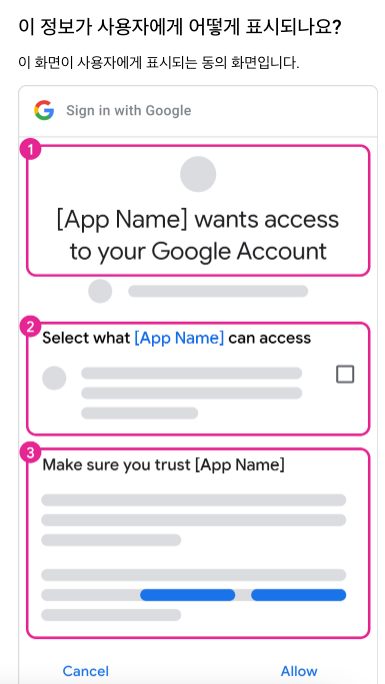 이 정보가 사용자에게 어떻게 표시되나요?
이 화면이 사용자에게 표시되는 동의 화면입니다.
Sign in with Google
1
[App Name] wants access
to your Google Account
2
Select what [App Name] can access
3
Make sure you trust [App Name]
Cancel Allow